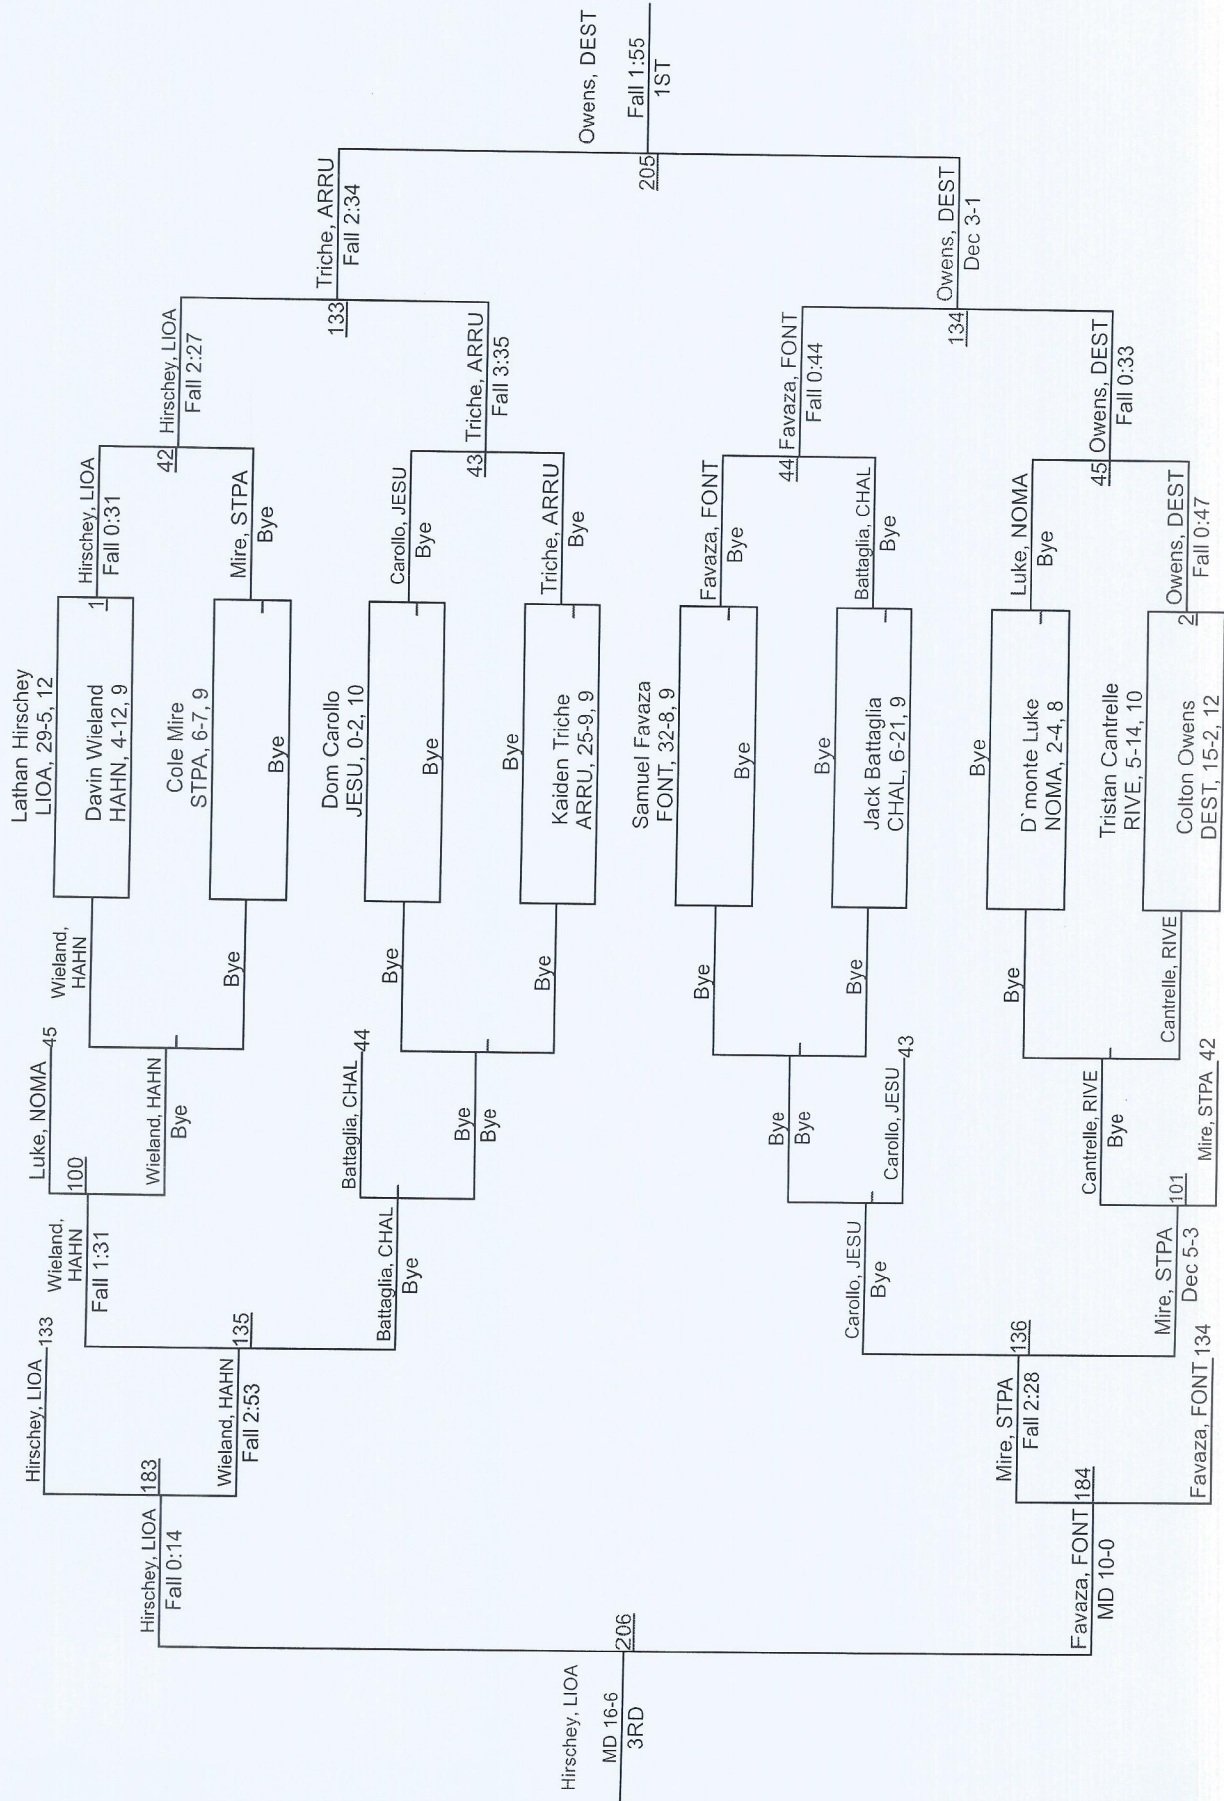 Lathan Hirschey
LIOA, 29-5, 12
Davin Wieland
HAHN, 4-12, 9
1
Hirschey, LIOA
Fall 0:31
Cole Mire
STPA, 6-7, 9
Bye
Mire, STPA
Bye
42
Hirschey, LIOA
Fall 2:27
Dom Carollo
JESU, 0-2, 10
Bye
Carollo, JESU
Bye
Bye
Kaiden Triche
ARRU, 25-9, 9
Triche, ARRU
Bye
43
Triche, ARRU
Fall 3:35
133
Triche, ARRU
Fall 2:34
Samuel Favaza
FONT, 32-8, 9
Bye
Favaza, FONT
Bye
Bye
Jack Battaglia
CHAL, 6-21, 9
Battaglia, CHAL
Bye
44
Favaza, FONT
Fall 0:44
Bye
D`monte Luke
NOMA, 2-4, 8
Luke, NOMA
Bye
Tristan Cantrelle
RIVE, 5-14, 10
Colton Owens
DEST, 15-2, 12
2
Owens, DEST
Fall 0:47
45
Owens, DEST
Fall 0:33
134
Owens, DEST
Dec 3-1
205
Owens, DEST
Fall 1:55
1ST
Wieland,
HAHN
Bye
Luke, NOMA
45
Wieland, HAHN
Bye
100
Wieland,
HAHN
Fall 1:31
Bye
Bye
Battaglia, CHAL
44
Bye
Bye
Battaglia, CHAL
Bye
Hirschey, LIOA
133
135
Wieland, HAHN
Fall 2:53
183
Hirschey, LIOA
Fall 0:14
Bye
Bye
Bye
Bye
Carollo, JESU
43
Carollo, JESU
Bye
Bye
Cantrelle, RIVE
Cantrelle, RIVE
Bye
Mire, STPA
42
101
Mire, STPA
Dec 5-3
136
Mire, STPA
Fall 2:28
Favaza, FONT
134
184
Favaza, FONT
MD 10-0
206
Hirschey, LIOA
MD 16-6
3RD